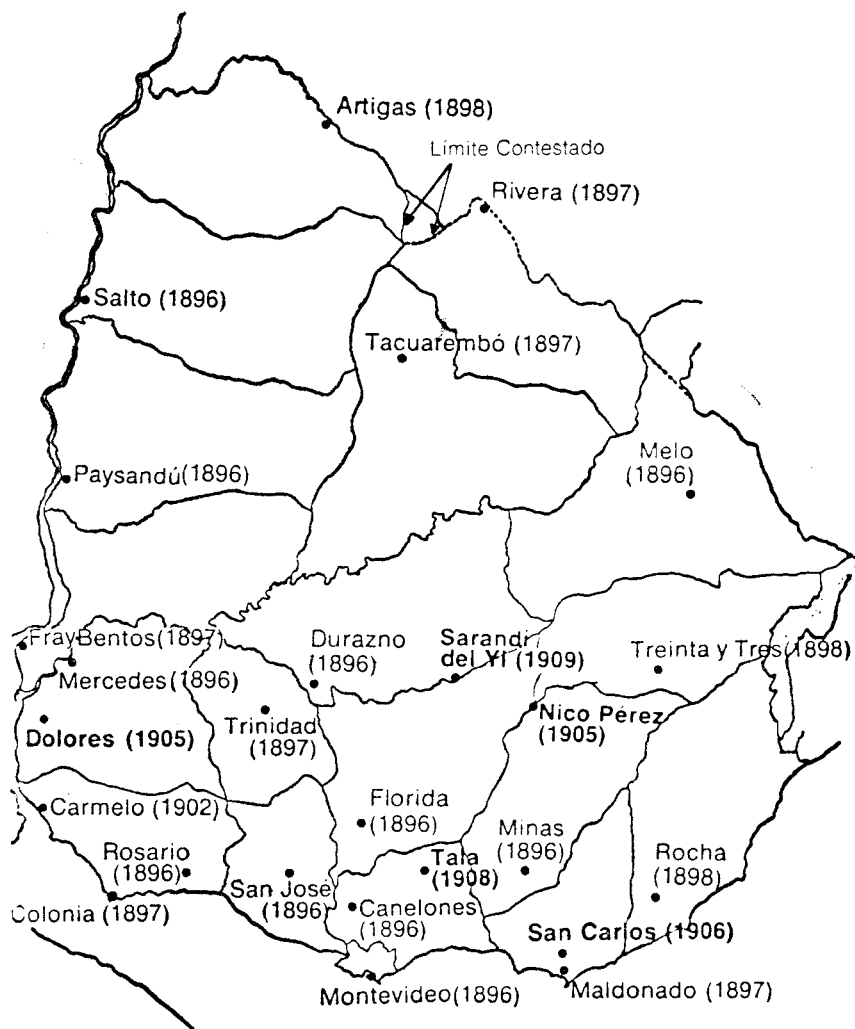 Artigas (1898)
Límite Contestado
Rivera (1897)
Salto (1896)
Tacuarembó (1897)
Melo
(1896)
Paysandú (1896)
Fray Bentos (1897)
Mercedes (1896)
Durazno
(1896)
Sarandí
del Yí (1909)
Treinta y Tres (1898)
Dolores (1905)
Trinidad
(1897)
Nico Pérez
(1905)
Carmelo (1902)
Florida
(1896)
Minas
(1896)
Rosario
(1896)
Tala
(1908)
Rocha
(1898)
San José
(1896)
Colonia (1897)
Canelones
(1896)
San Carlos (1906)
Montevideo (1896)
Maldonado (1897)